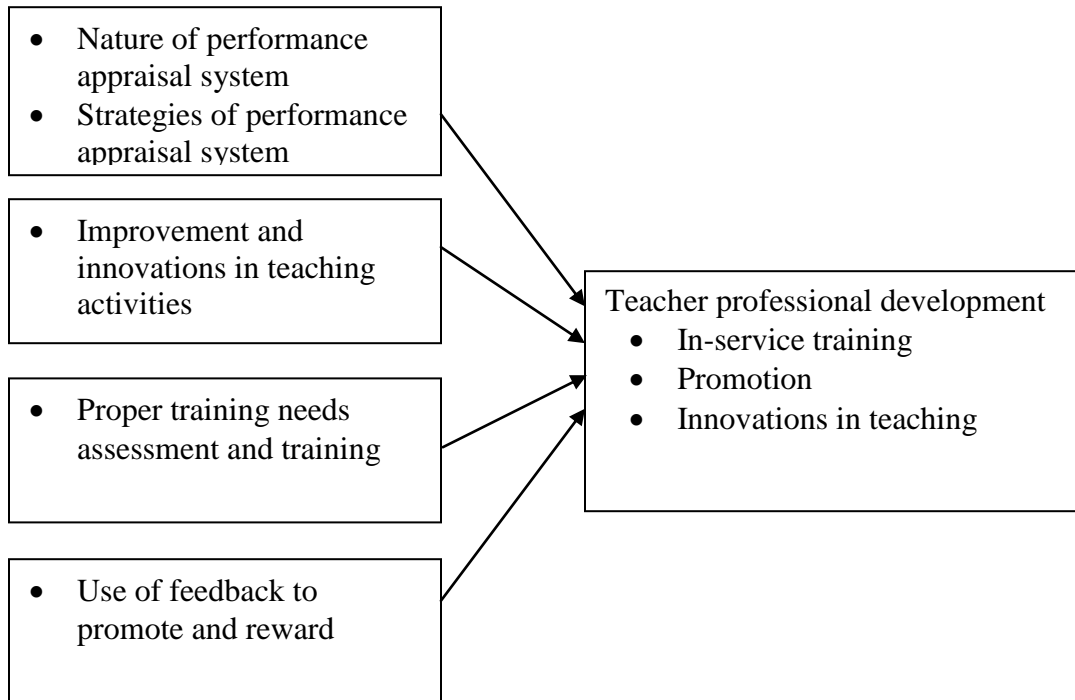 • Nature of performance
appraisal system
• Strategies of performance
appraisal system
• Improvement and
innovations in teaching
activities
• Proper training needs
assessment and training
• Use of feedback to
promote and reward
Teacher professional development
• In-service training
• Promotion
• Innovations in teaching